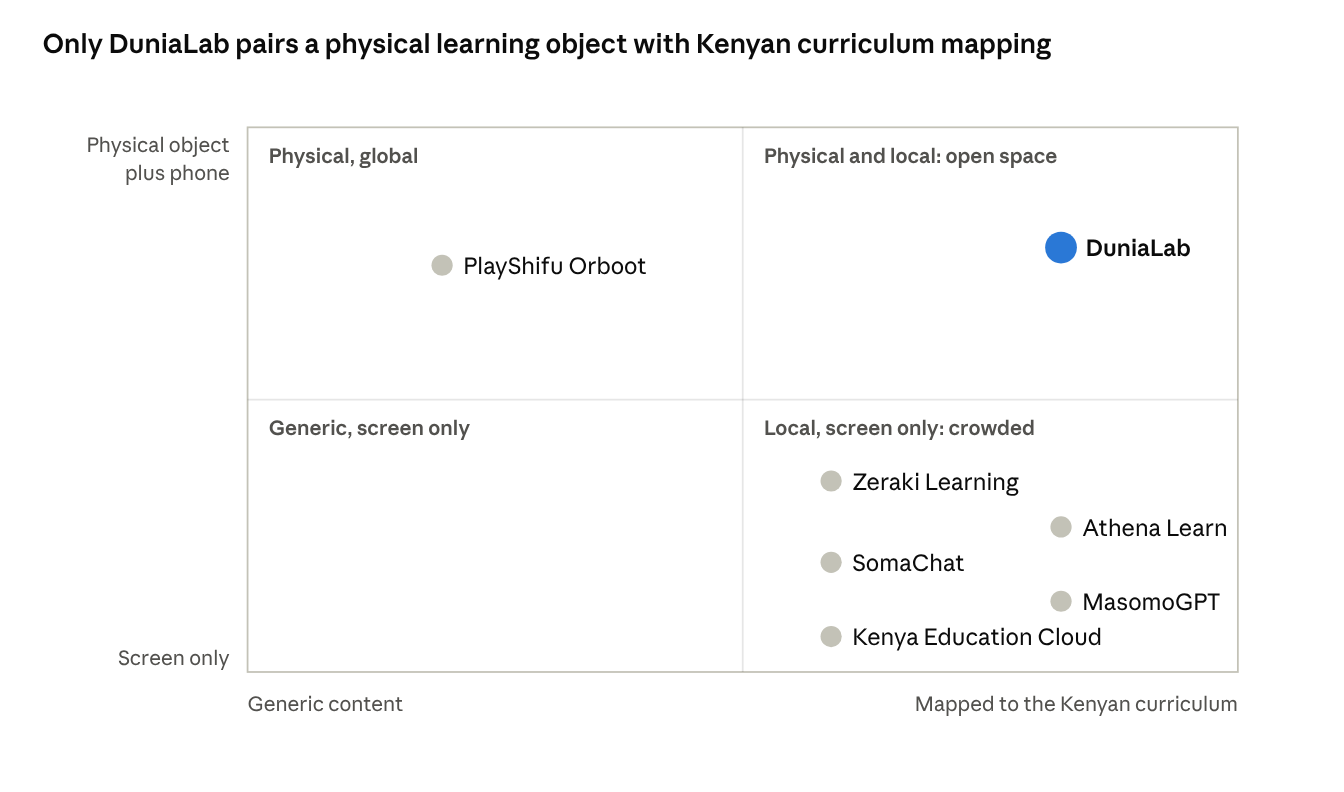 Only DuniaLab pairs a physical learning object with Kenyan curriculum mapping
Physical object
plus phone
Physical, global
Physical and local: open space
PlayShifu Orboot
DuniaLab
Generic, screen only
Local, screen only: crowded
Zeraki Learning
Athena Learn
SomaChat
MasomoGPT
Kenya Education Cloud
Screen only
Generic content
Mapped to the Kenyan curriculum